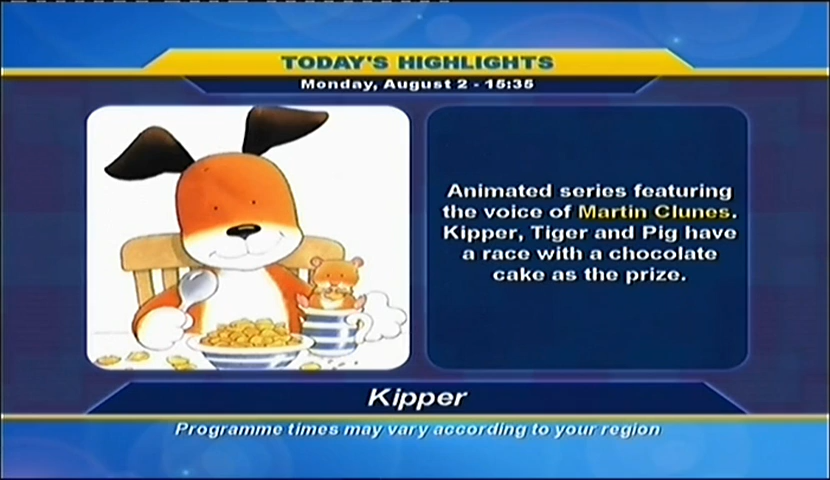 TODAY'S HIGHLIGHTS
Monday, August 2 - 15:35
Animated series featuring
the voice of Martin Clunes.
Kipper, Tiger and Pig have
a race with a chocolate
cake as the prize.
Kipper
Programme times may vary according to your region